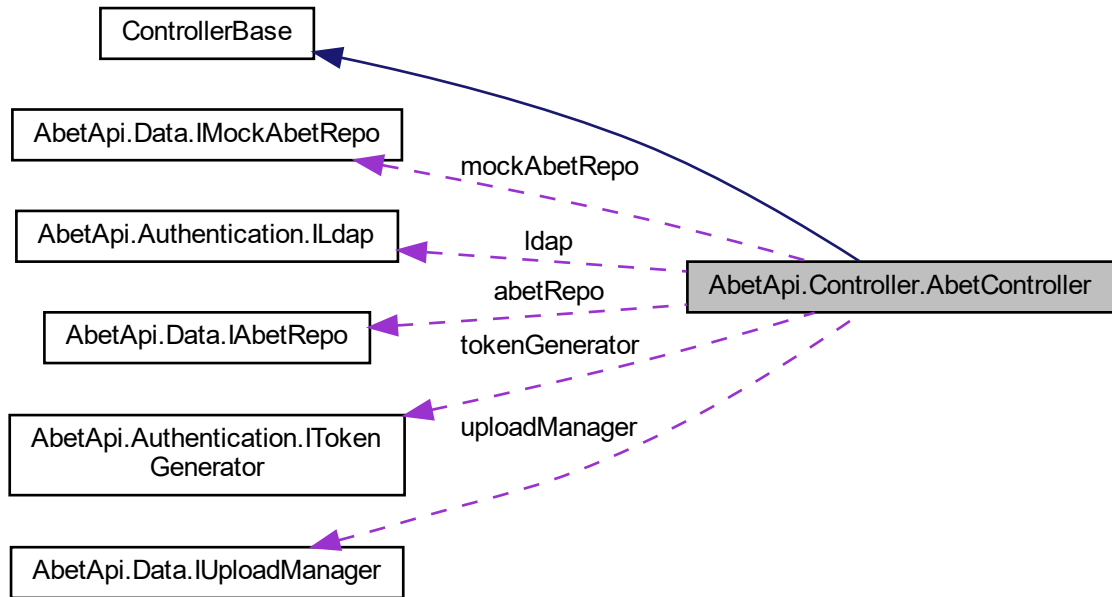 ControllerBase
AbetApi.Data.IMockAbetRepo
mockAbetRepo
AbetApi.Authentication.ILdap
ldap
AbetApi.Controller.AbetController
abetRepo
AbetApi.Data.IAbetRepo
tokenGenerator
AbetApi.Authentication.IToken
Generator
uploadManager
AbetApi.Data.IUploadManager